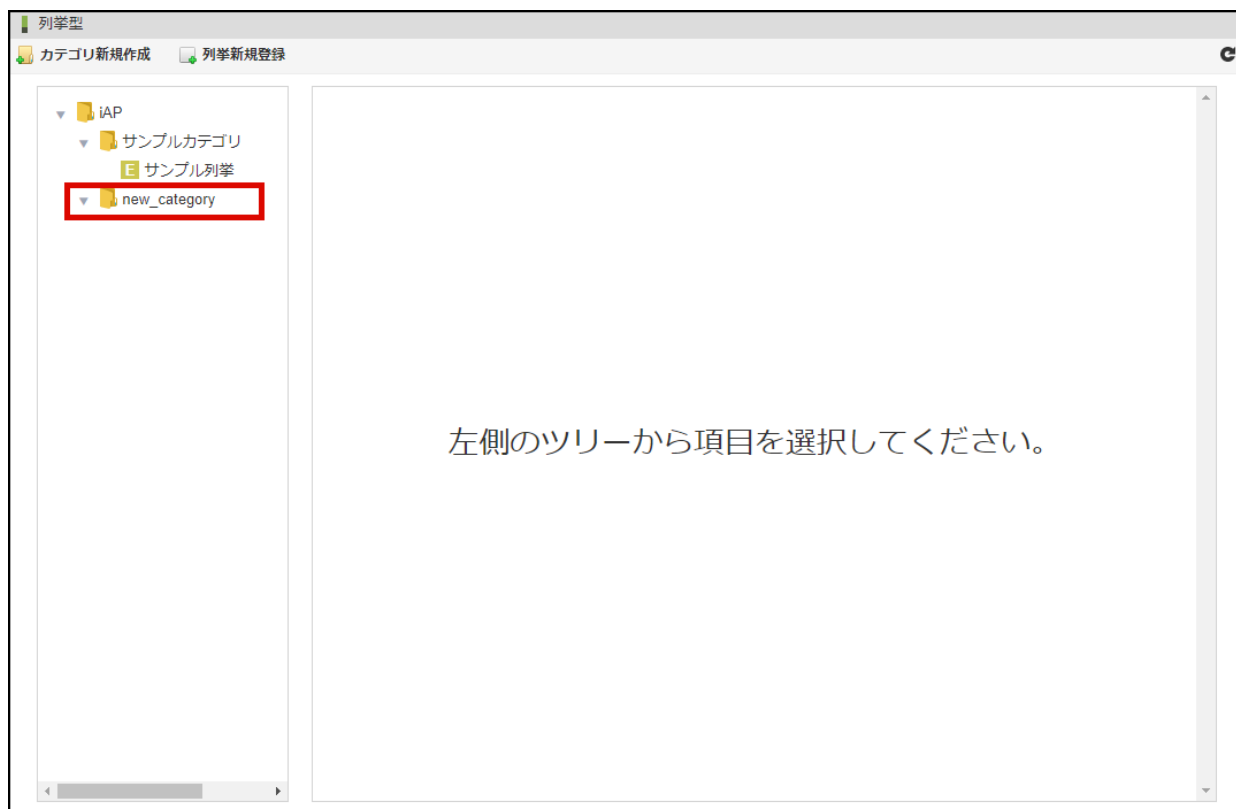 列挙型
カテゴリ新規作成 列挙新規登録
iAP
サンプルカテゴリ
E サンプル列挙
new_category
左側のツリーから項目を選択してください。